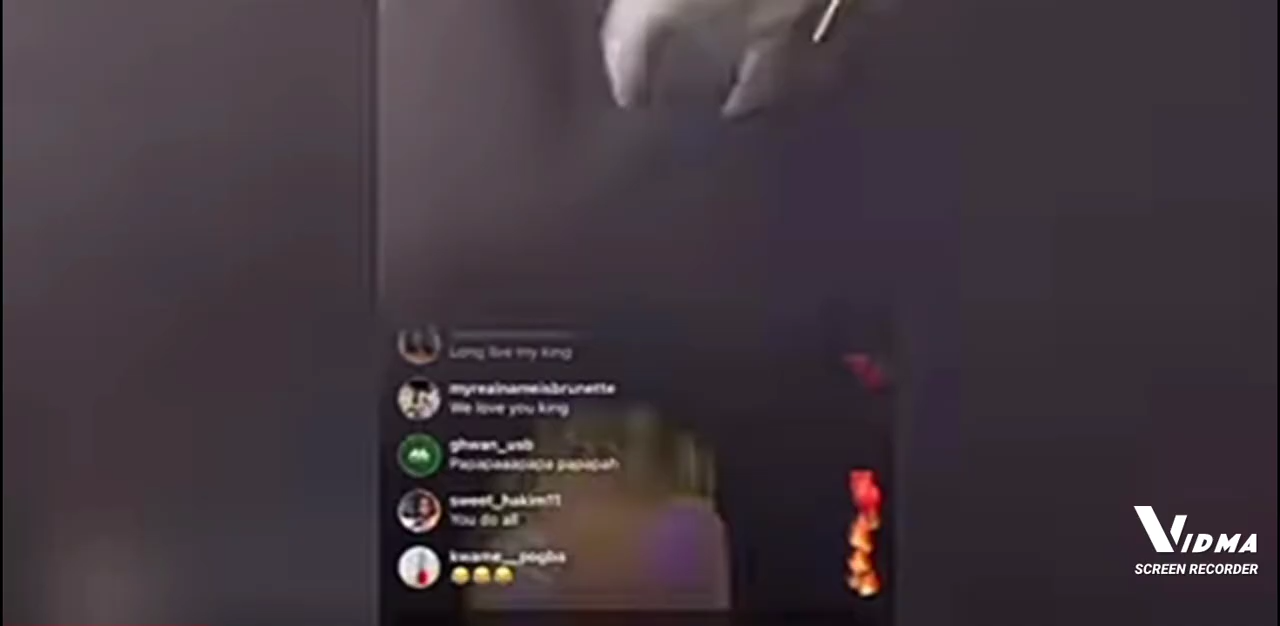 Long live my king
myrealnameisbrunette
We love you king
ghwan_usb
Papapaaapapa papapah
sweet_hakim11
You do all
kwame__pogba
😂😂😂
VIDMA
SCREEN RECORDER